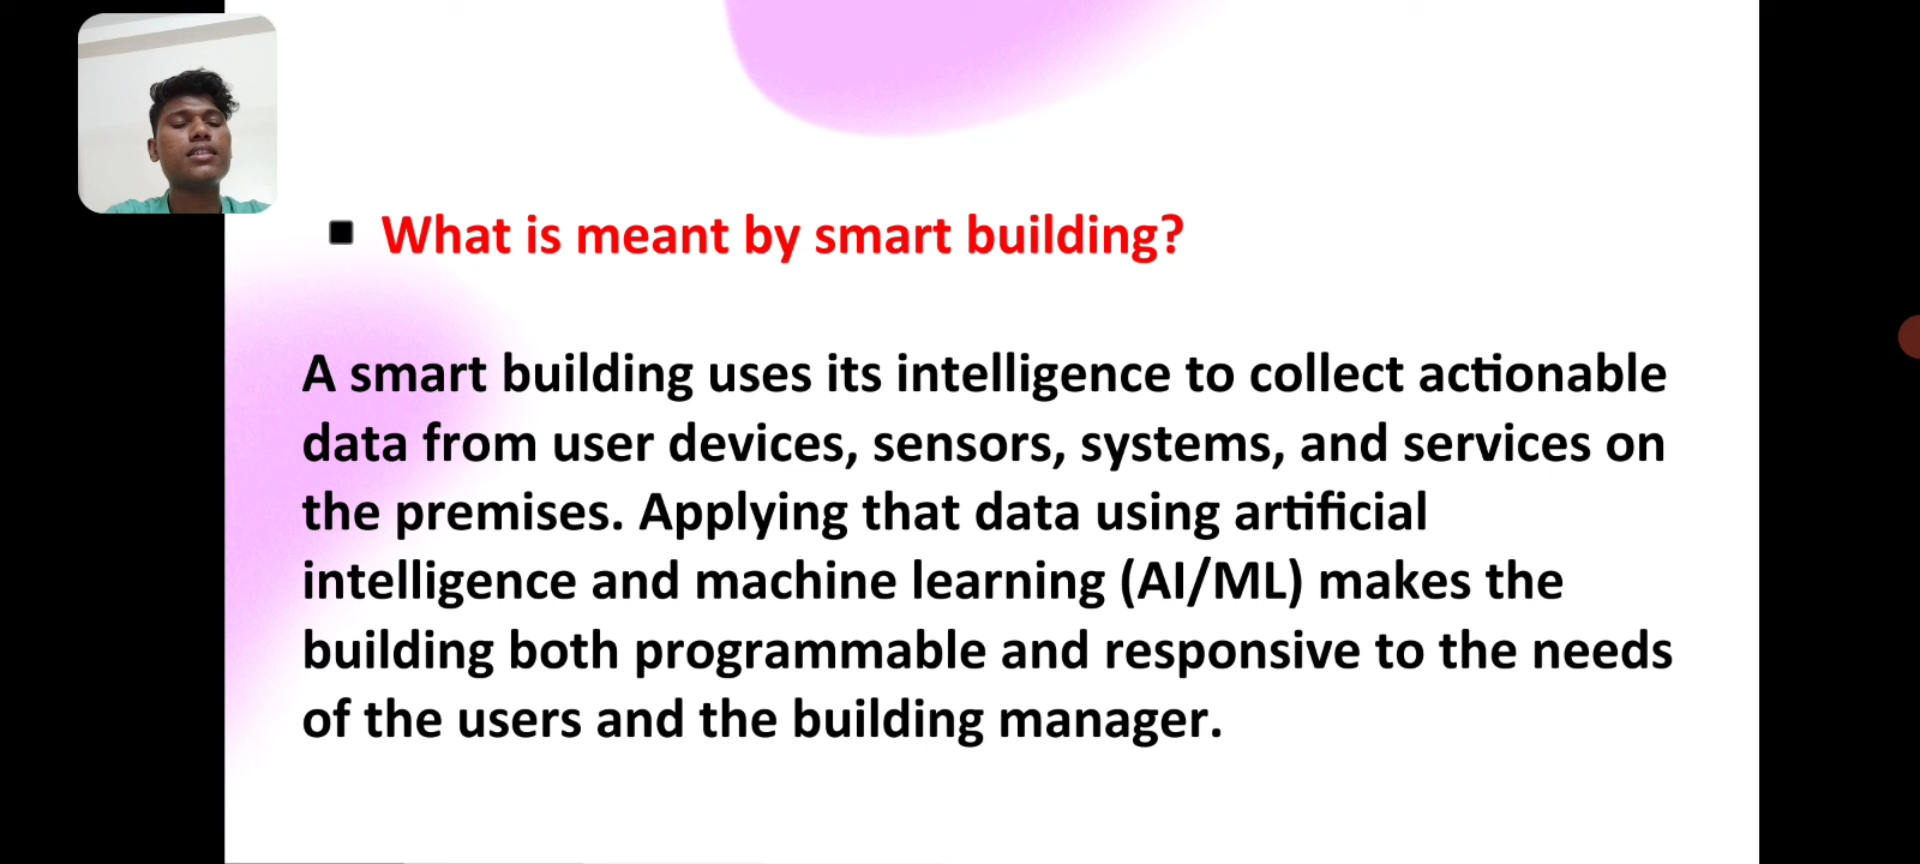 What is meant by smart building?
A smart building uses its intelligence to collect actionable
data from user devices, sensors, systems, and services on
the premises. Applying that data using artificial
intelligence and machine learning (AI/ML) makes the
building both programmable and responsive to the needs
of the users and the building manager.